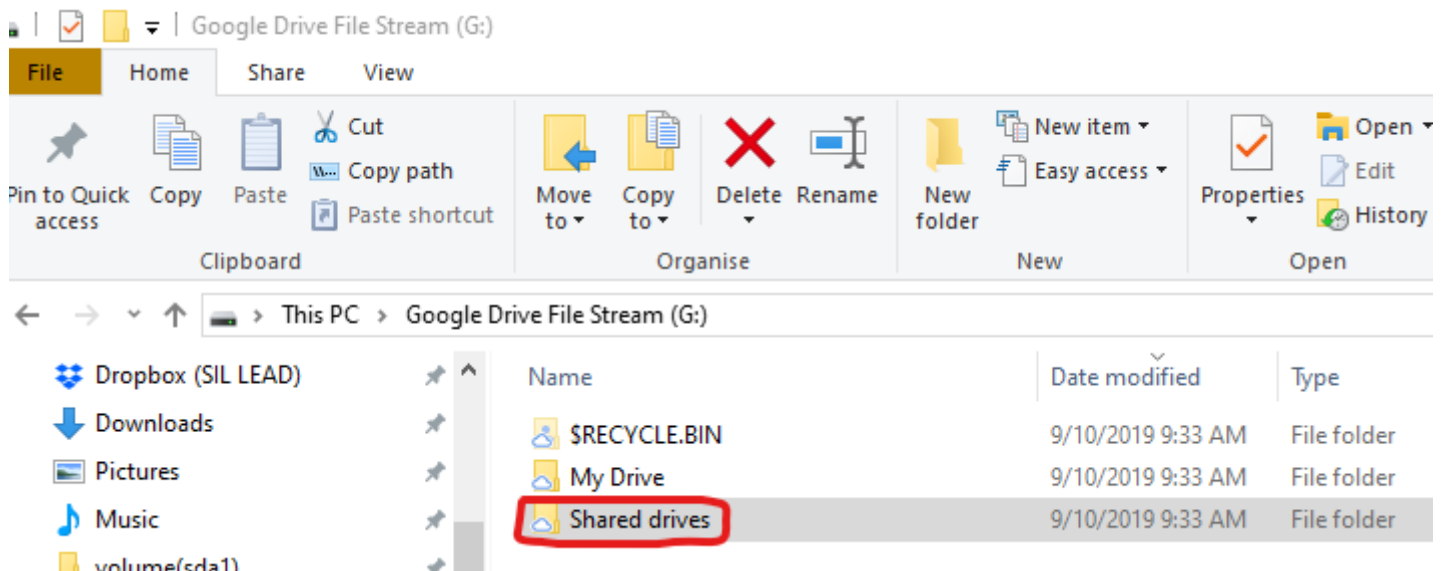 Google Drive File Stream (G:)
File Home Share View
Pin to Quick access
Copy
Paste
Cut
Copy path
Paste shortcut
Clipboard
Move to
Copy to
Delete
Rename
Organise
New folder
New item
Easy access
New
Properties
Open
Edit
History
Open
This PC > Google Drive File Stream (G:)
Dropbox (SIL LEAD)
Downloads
Pictures
Music
volume(sda1)
Name Date modified Type
$RECYCLE.BIN 9/10/2019 9:33 AM File folder
My Drive 9/10/2019 9:33 AM File folder
Shared drives 9/10/2019 9:33 AM File folder